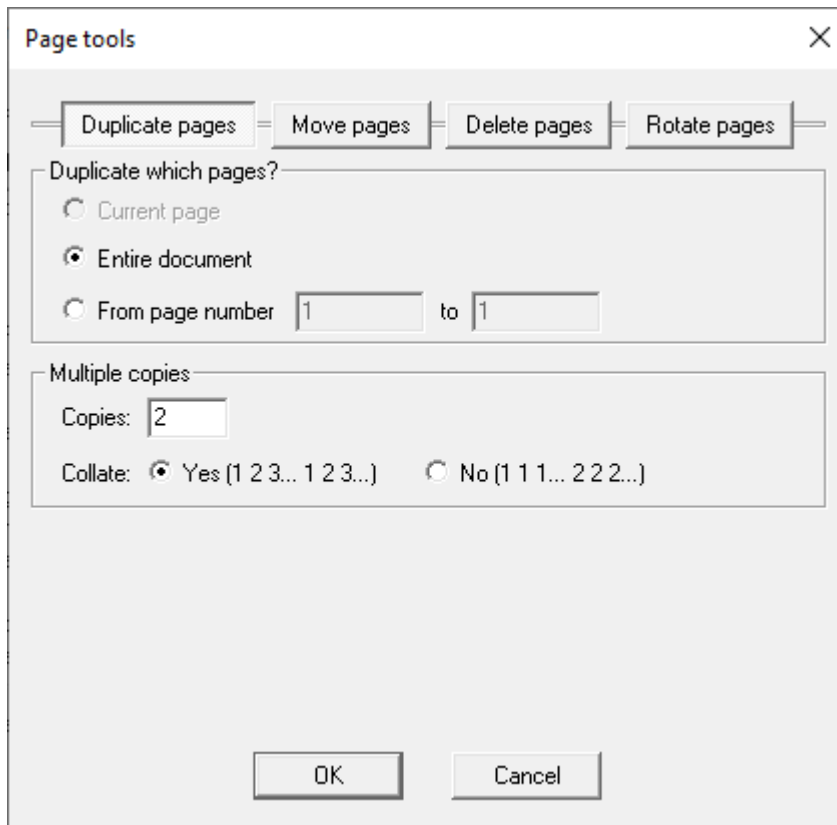 Page tools
Duplicate pages Move pages Delete pages Rotate pages
Duplicate which pages?
Current page
Entire document
From page number 1 to 1
Multiple copies
Copies: 2
Collate: Yes (1 2 3... 1 2 3...) No (1 1 1... 2 2 2...)
OK Cancel